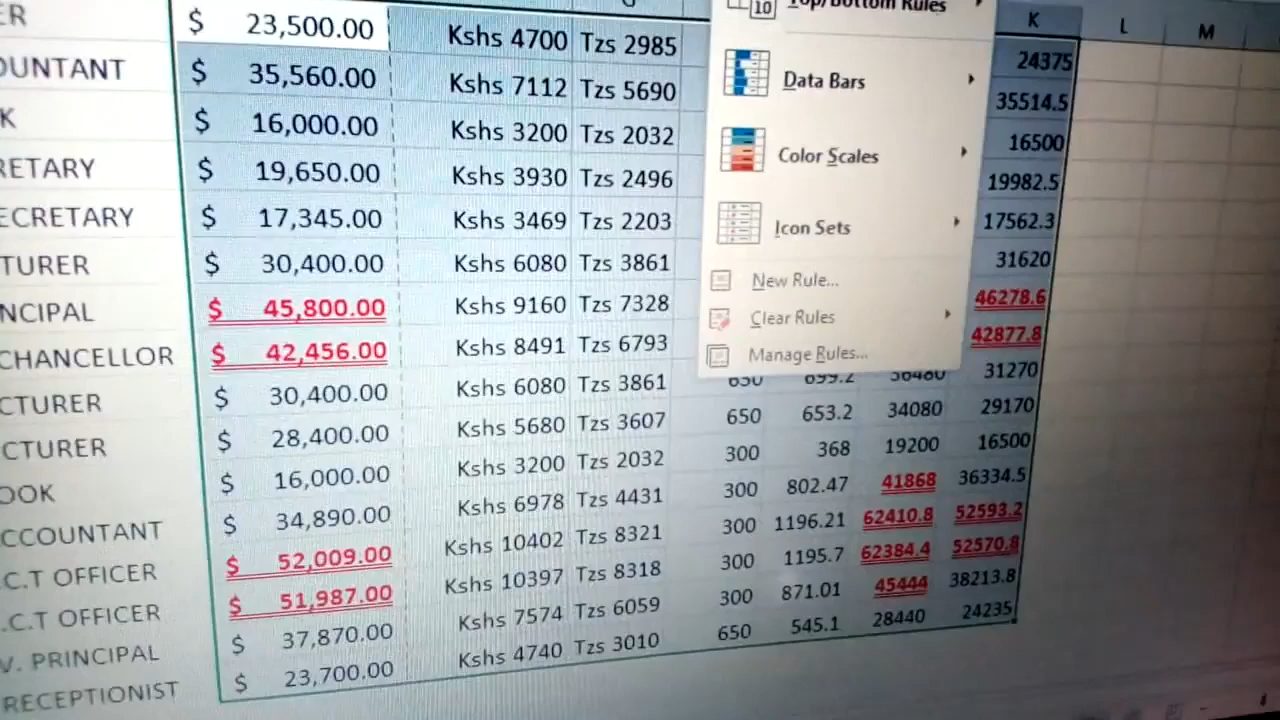 ER $ 23,500.00 Kshs 4700 Tzs 2985 Top/Bottom Rules K L M
OUNTANT $ 35,560.00 Kshs 7112 Tzs 5690 Data Bars 24375
K $ 16,000.00 Kshs 3200 Tzs 2032 35514.5
RETARY $ 19,650.00 Kshs 3930 Tzs 2496 Color Scales 16500
ECRETARY $ 17,345.00 Kshs 3469 Tzs 2203 19982.5
TURER $ 30,400.00 Kshs 6080 Tzs 3861 Icon Sets 17562.3
NCIPAL $ 45,800.00 Kshs 9160 Tzs 7328 New Rule... 31620
CHANCELLOR $ 42,456.00 Kshs 8491 Tzs 6793 Clear Rules 46278.6
Manage Rules... 42877.8
CTURER $ 30,400.00 Kshs 6080 Tzs 3861 650 699.2 36480 31270
CTURER $ 28,400.00 Kshs 5680 Tzs 3607 650 653.2 34080 29170
OOK $ 16,000.00 Kshs 3200 Tzs 2032 300 368 19200 16500
CCOUNTANT $ 34,890.00 Kshs 6978 Tzs 4431 300 802.47 41868 36334.5
.C.T OFFICER $ 52,009.00 Kshs 10402 Tzs 8321 300 1196.21 62410.8 52593.2
.C.T OFFICER $ 51,987.00 Kshs 10397 Tzs 8318 300 1195.7 62384.4 52570.8
V. PRINCIPAL $ 37,870.00 Kshs 7574 Tzs 6059 300 871.01 45444 38213.8
RECEPTIONIST $ 23,700.00 Kshs 4740 Tzs 3010 650 545.1 28440 24235